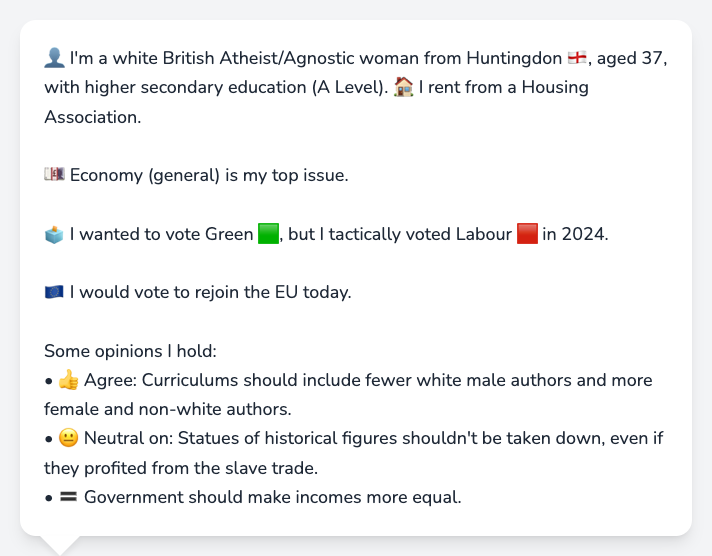 👤 I'm a white British Atheist/Agnostic woman from Huntingdon 🏴󠁧󠁢󠁥󠁮󠁧󠁿, aged 37,
with higher secondary education (A Level). 🏠 I rent from a Housing
Association.
💷 Economy (general) is my top issue.
🗳️ I wanted to vote Green 🟩, but I tactically voted Labour 🟥 in 2024.
🇪🇺 I would vote to rejoin the EU today.
Some opinions I hold:
• 👍 Agree: Curriculums should include fewer white male authors and more
female and non-white authors.
• 😐 Neutral on: Statues of historical figures shouldn't be taken down, even if
they profited from the slave trade.
• 🟰 Government should make incomes more equal.